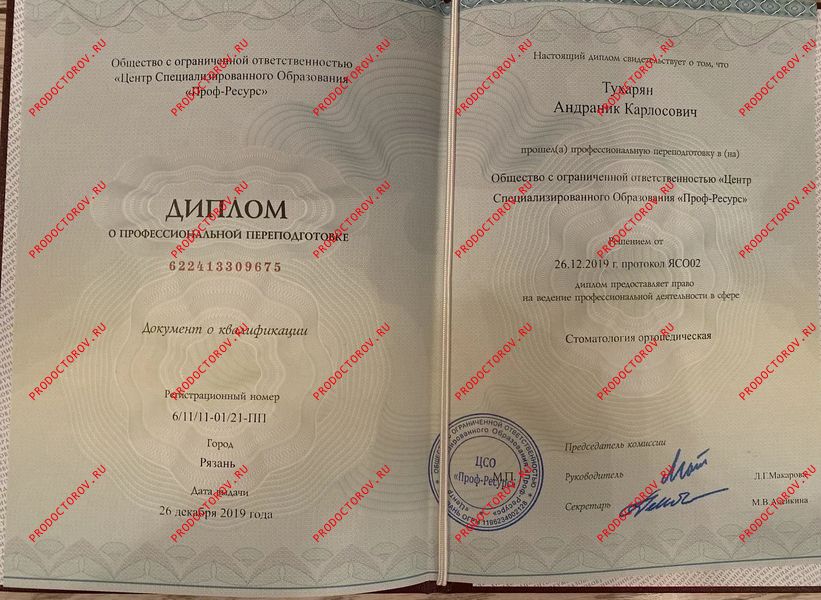 Общество с ограниченной ответственностью
«Центр Специализированного Образования
«Проф-Ресурс»
ДИПЛОМ
О ПРОФЕССИОНАЛЬНОЙ ПЕРЕПОДГОТОВКЕ
622413309675
Документ о квалификации
Регистрационный номер
6/11/11-01/21-ПП
Город
Рязань
Дата выдачи
26 декабря 2019 года
Настоящий диплом свидетельствует о том, что
Тухарян
Андраник Карлосович
прошел(а) профессиональную переподготовку в (на)
Общество с ограниченной ответственностью «Центр
Специализированного Образования «Проф-Ресурс»
Решением от
26.12.2019 г. протокол ЯСО02
диплом предоставляет право
на ведение профессиональной деятельности в сфере
Стоматология ортопедическая
Председатель комиссии
Руководитель
Л.Г.Макарова
Секретарь
М.В.
М.П.
ЦСО
«Проф-Ресурс»
PRODOCTOROV.RU